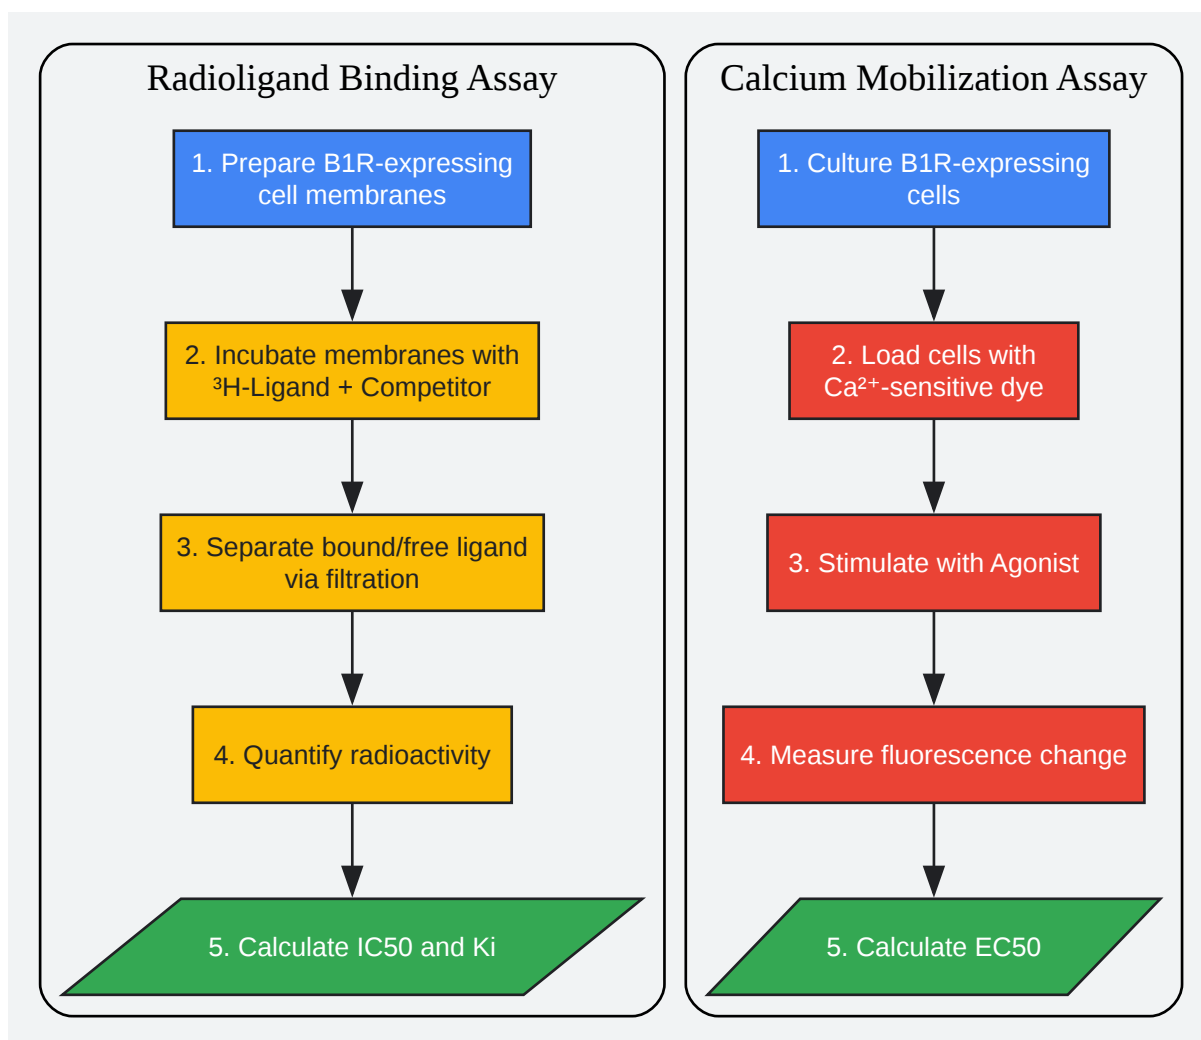 Radioligand Binding Assay
1. Prepare B1R-expressing
cell membranes
2. Incubate membranes with
³H-Ligand + Competitor
3. Separate bound/free ligand
via filtration
4. Quantify radioactivity
5. Calculate IC50 and Ki
Calcium Mobilization Assay
1. Culture B1R-expressing
cells
2. Load cells with
Ca²⁺-sensitive dye
3. Stimulate with Agonist
4. Measure fluorescence change
5. Calculate EC50